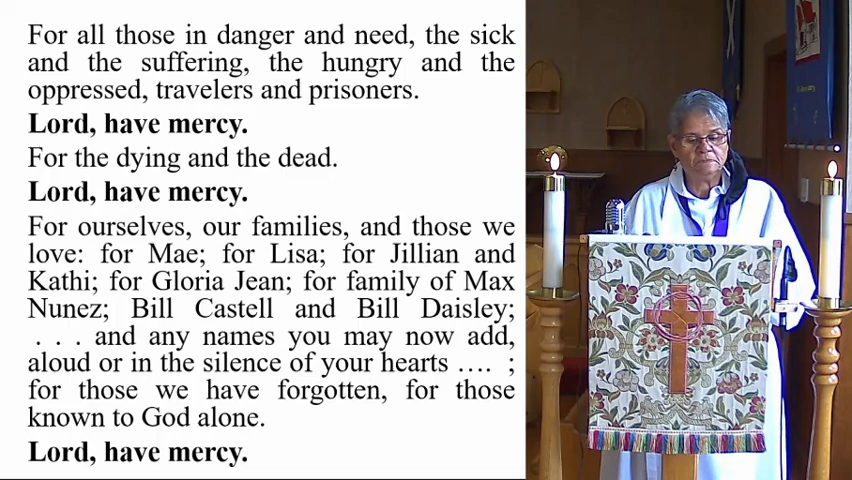 For all those in danger and need, the sick
and the suffering, the hungry and the
oppressed, travelers and prisoners.
Lord, have mercy.
For the dying and the dead.
Lord, have mercy.
For ourselves, our families, and those we
love: for Mae; for Lisa; for Jillian and
Kathi; for Gloria Jean; for family of Max
Nunez; Bill Castell and Bill Daisley;
. . . and any names you may now add,
aloud or in the silence of your hearts …. ;
for those we have forgotten, for those
known to God alone.
Lord, have mercy.